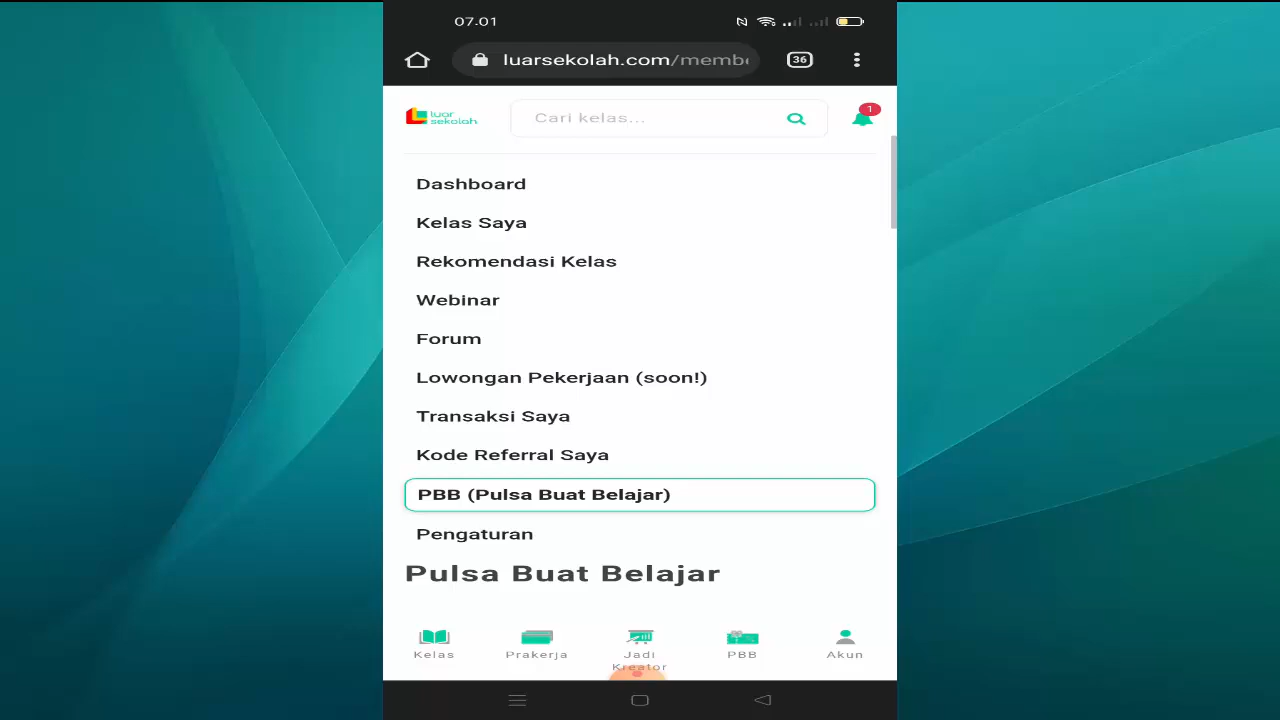 07.01
luarsekolah.com/membe
36
luar
sekolah
Cari kelas...
1
Dashboard
Kelas Saya
Rekomendasi Kelas
Webinar
Forum
Lowongan Pekerjaan (soon!)
Transaksi Saya
Kode Referral Saya
PBB (Pulsa Buat Belajar)
Pengaturan
Pulsa Buat Belajar
Kelas
Prakerja
Jadi
Kreator
PBB
Akun